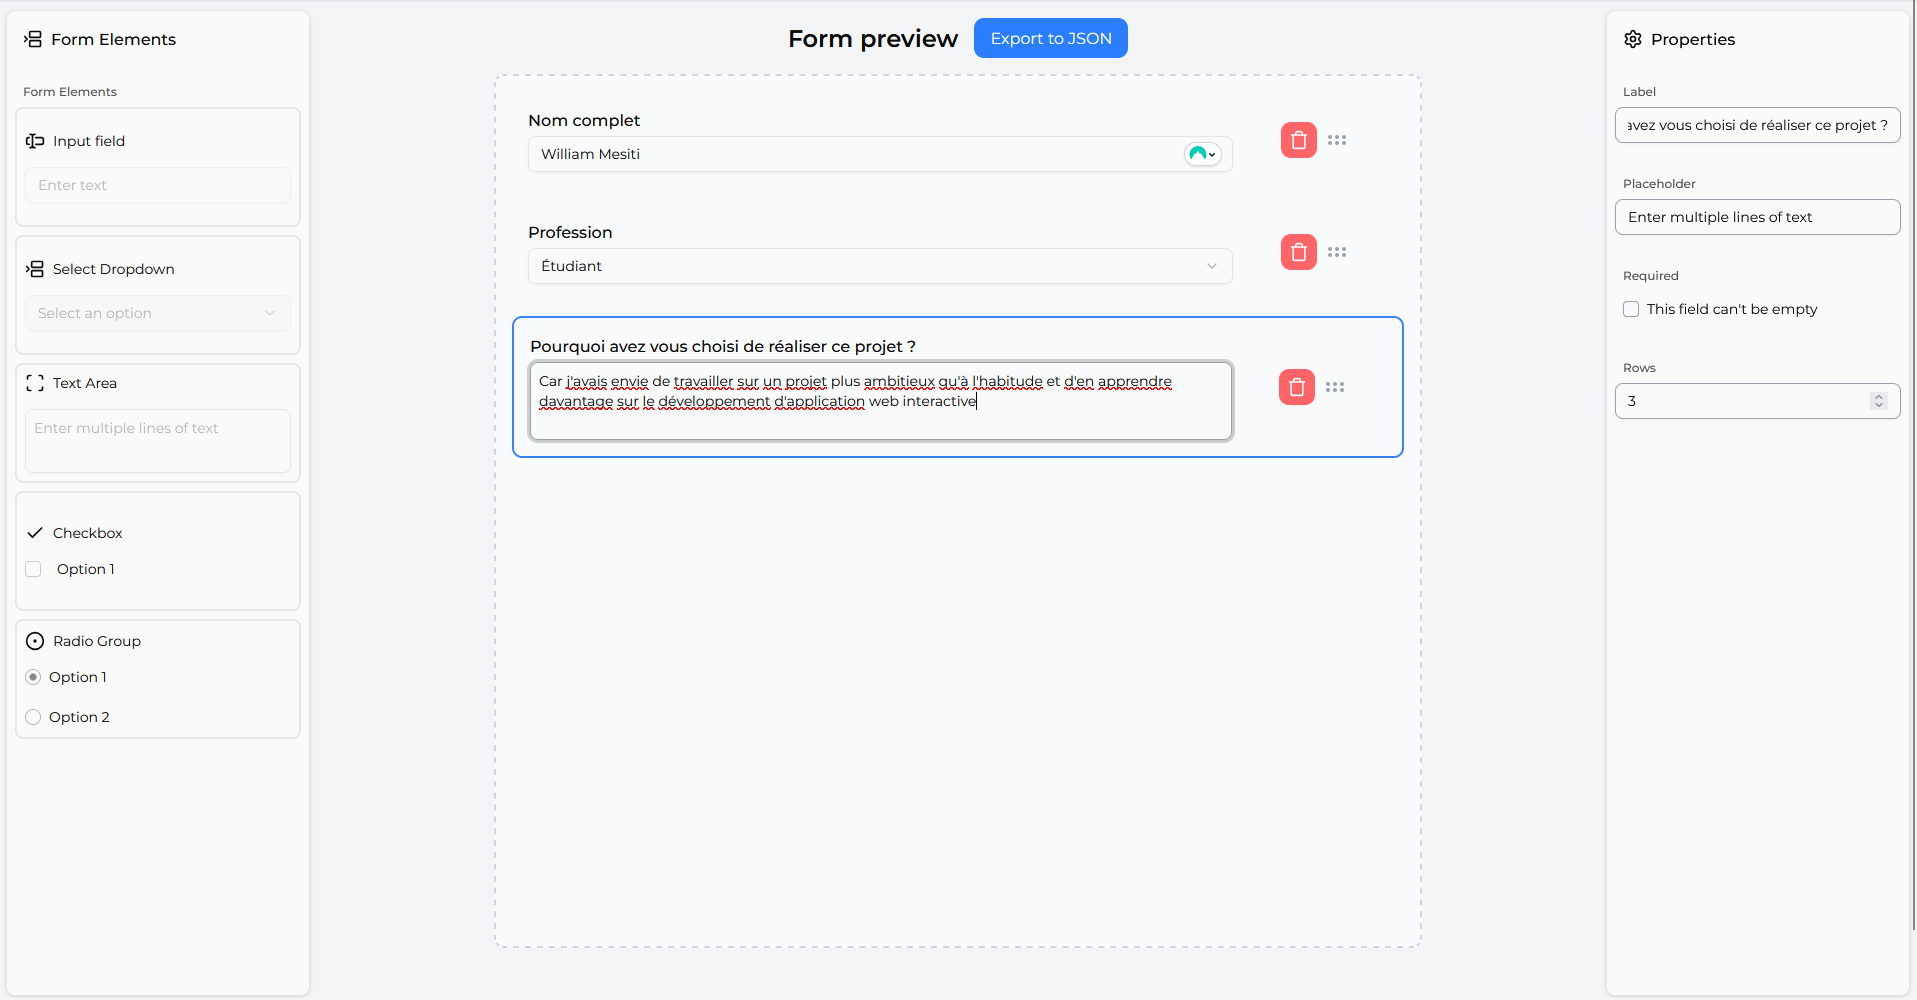 Form Elements
Form Elements
Input field
Enter text
Select Dropdown
Select an option
Text Area
Enter multiple lines of text
Checkbox
Option 1
Radio Group
Option 1
Option 2
Form preview
Export to JSON
Nom complet
William Mesiti
Profession
Étudiant
Pourquoi avez vous choisi de réaliser ce projet ?
Car j'avais envie de travailler sur un projet plus ambitieux qu'à l'habitude et d'en apprendre
davantage sur le développement d'application web interactive
Properties
Label
avez vous choisi de réaliser ce projet ?
Placeholder
Enter multiple lines of text
Required
This field can't be empty
Rows
3